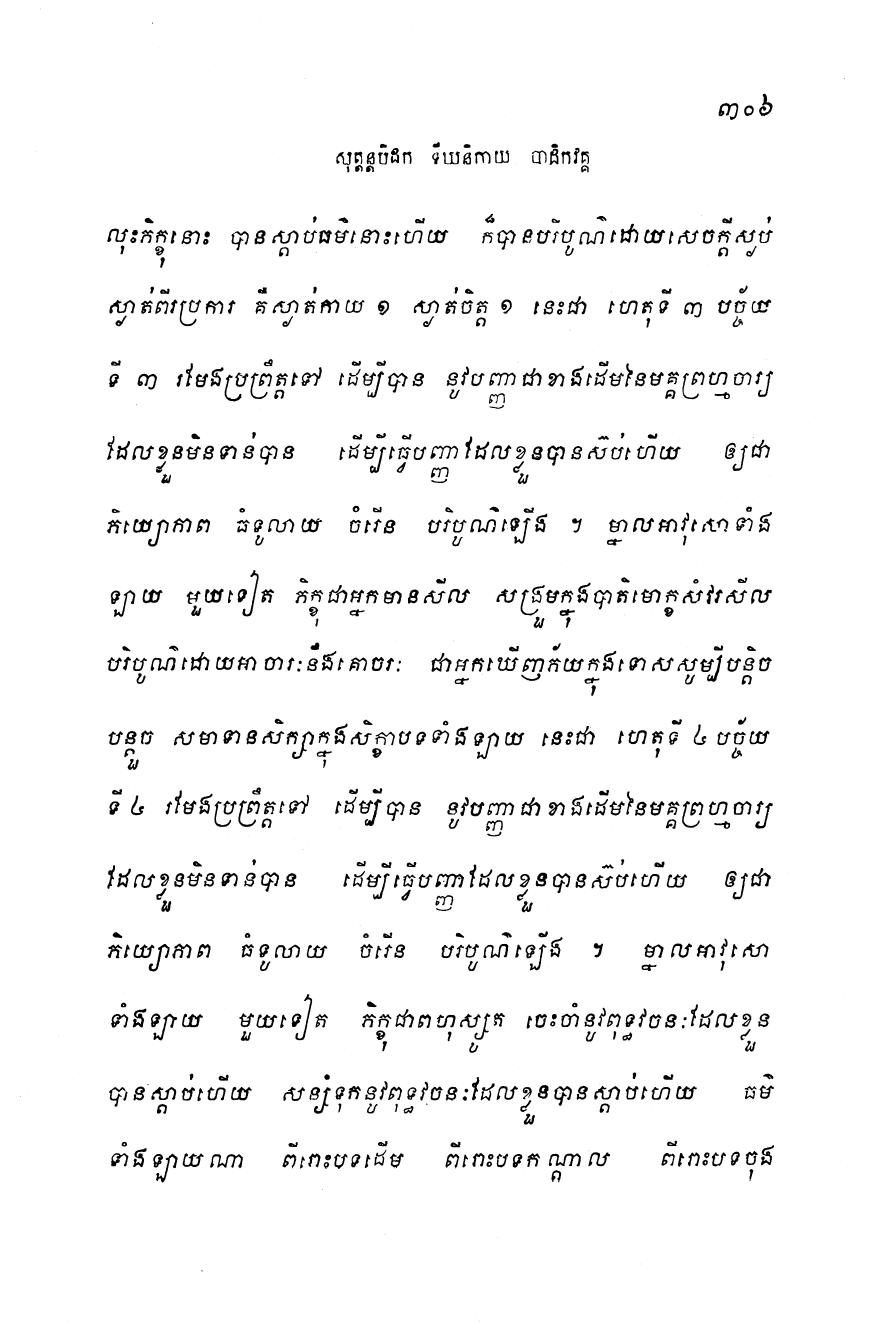 ៣០៦
សុត្តន្តបិដក ទីឃនិកាយ បាដិកវគ្គ
លុះភិក្ខុនោះ បានស្តាប់ធម៌នោះហើយ ក៏បានបរិបូណ៌ដោយសេចក្តីស្ងប់
ស្ងាត់ពីរប្រការ គឺស្ងាត់កាយ ១ ស្ងាត់ចិត្ត ១ នេះជា ហេតុទី ៣ បច្ច័យ
ទី ៣ រមែងប្រព្រឹត្តទៅ ដើម្បីបាន នូវបញ្ញាជាខាងដើមនៃមគ្គព្រហ្មចារ្យ
ដែលខ្លួនមិនទាន់បាន ដើម្បីធ្វើបញ្ញាដែលខ្លួនបានស៊ប់ហើយ ឲ្យជា
ភិយ្យោភាព ធំទូលាយ ចំរើន បរិបូណ៌ឡើង ។ ម្នាលអាវុសោទាំង
ឡាយ មួយទៀត ភិក្ខុជាអ្នកមានសីល សង្រួមក្នុងបាតិមោក្ខសំវរសីល
បរិបូណ៌ដោយអាចារៈនឹងគោចរៈ ជាអ្នកឃើញភ័យក្នុងទោសសូម្បីបន្តិច
បន្តួច សមាទានសិក្សាក្នុងសិក្ខាបទទាំងឡាយ នេះជា ហេតុទី ៤ បច្ច័យ
ទី ៤ រមែងប្រព្រឹត្តទៅ ដើម្បីបាន នូវបញ្ញាជាខាងដើមនៃមគ្គព្រហ្មចារ្យ
ដែលខ្លួនមិនទាន់បាន ដើម្បីធ្វើបញ្ញាដែលខ្លួនបានស៊ប់ហើយ ឲ្យជា
ភិយ្យោភាព ធំទូលាយ ចំរើន បរិបូណ៌ឡើង ។ ម្នាលអាវុសោ
ទាំងឡាយ មួយទៀត ភិក្ខុជាពហុស្សូត ចេះចាំនូវពុទ្ធវចនៈដែលខ្លួន
បានស្តាប់ហើយ សន្សំទុកនូវពុទ្ធវចនៈដែលខ្លួនបានស្តាប់ហើយ ធម៌
ទាំងឡាយណា ពីរោះបទដើម ពីរោះបទកណ្តាល ពីរោះបទចុង